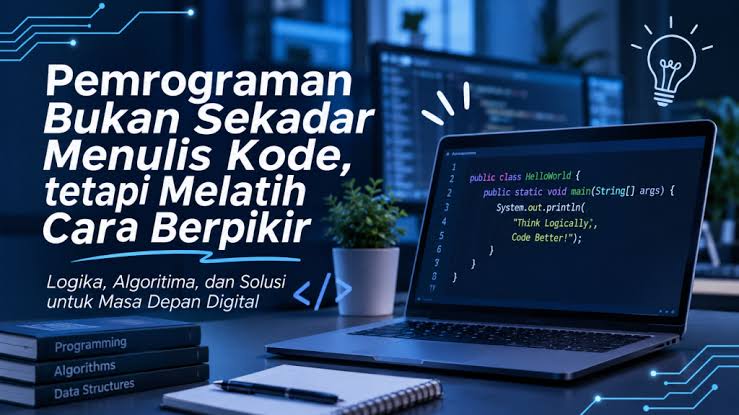 Pemrograman
Bukan Sekadar
Menulis Kode,
tetapi Melatih
Cara Berpikir
Logika, Algoritima, dan Solusi
untuk Masa Depan Digital
</>
Programming
Algorithms
Data Structures
1 public class HelloWorld {
2 public static void main(String[] args) {
3 System.out.println(
4 "Think Logically",
5 Code Better!");
6 }
}
}